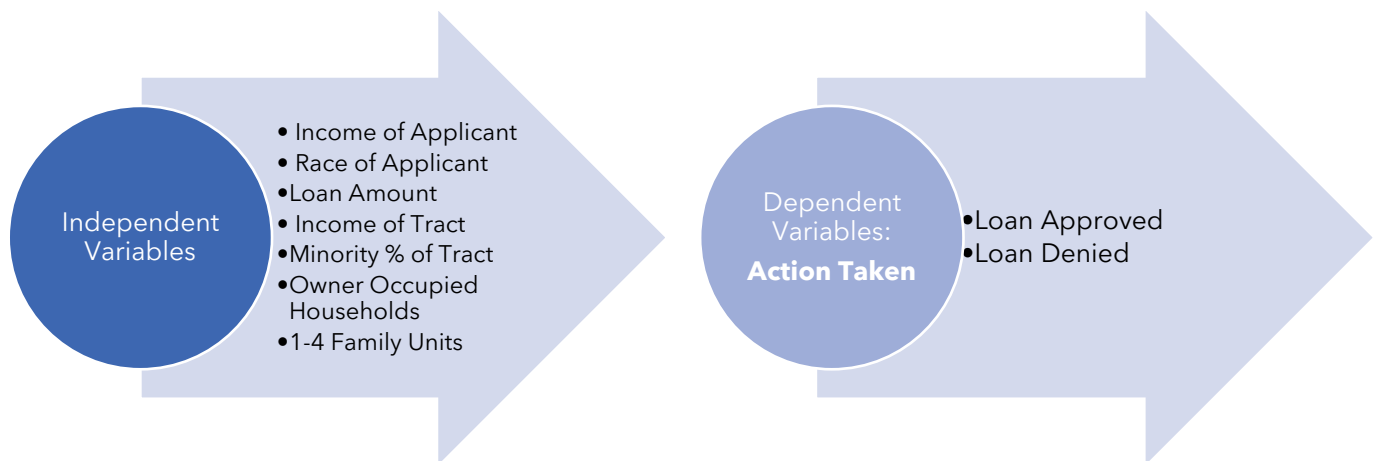 Independent
Variables
• Income of Applicant
• Race of Applicant
•Loan Amount
• Income of Tract
•Minority % of Tract
•Owner Occupied
Households
•1-4 Family Units
Dependent
Variables:
Action Taken
•Loan Approved
•Loan Denied